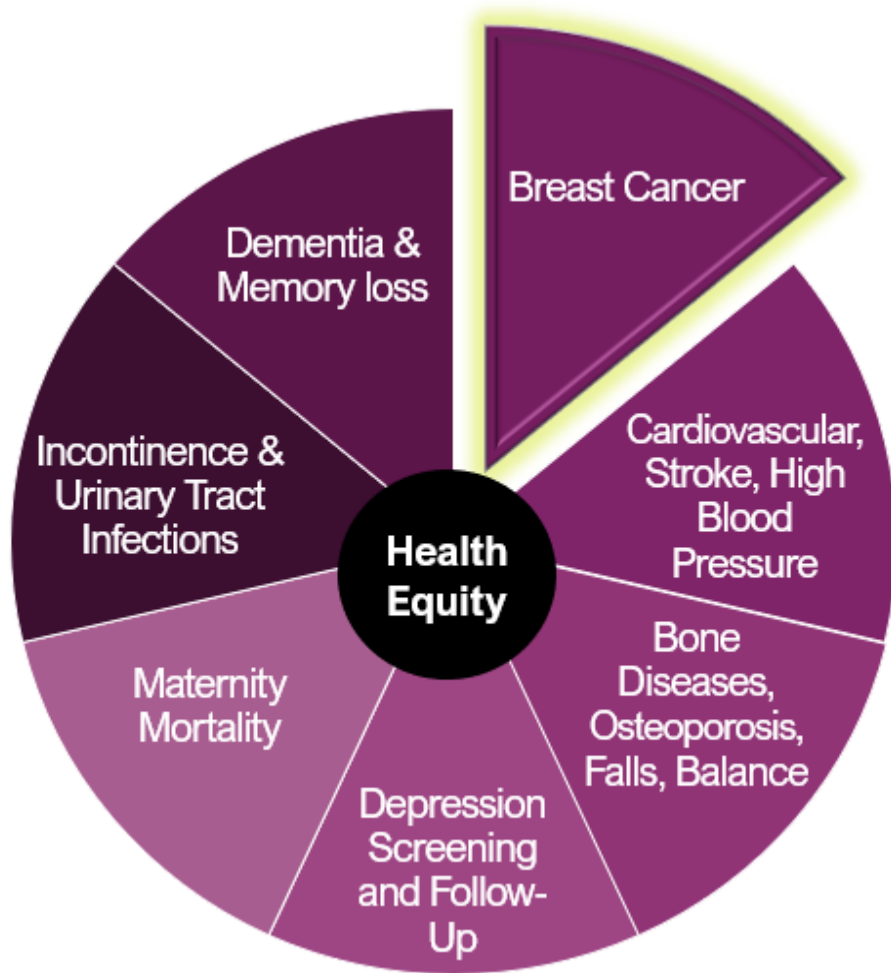 Breast Cancer
Dementia &
Memory loss
Cardiovascular,
Stroke, High
Blood
Pressure
Incontinence &
Urinary Tract
Infections
Health
Equity
Bone
Diseases,
Osteoporosis,
Falls, Balance
Maternity
Mortality
Depression
Screening
and Follow-
Up